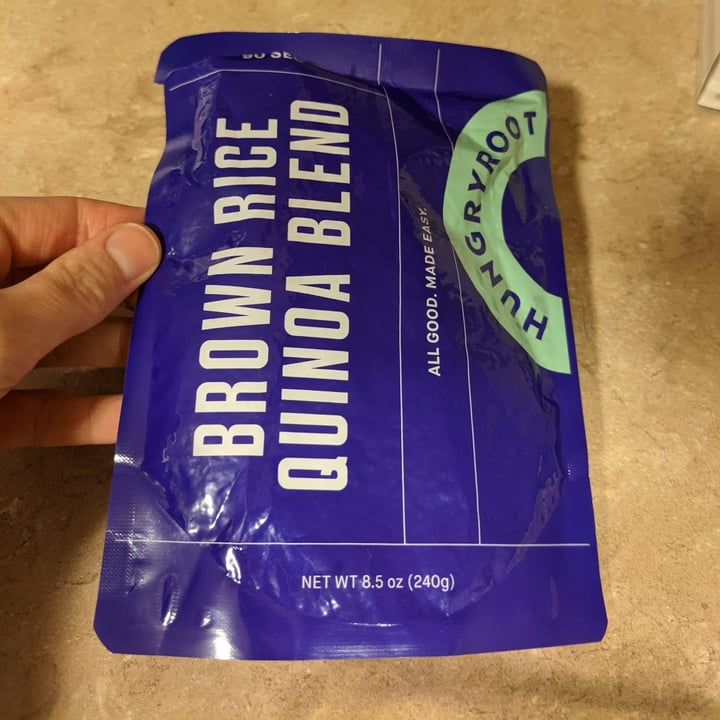 BROWN RICE
QUINOA BLEND
ALL GOOD. MADE EASY.
HUNGRYROOT
NET WT 8.5 oz (240g)